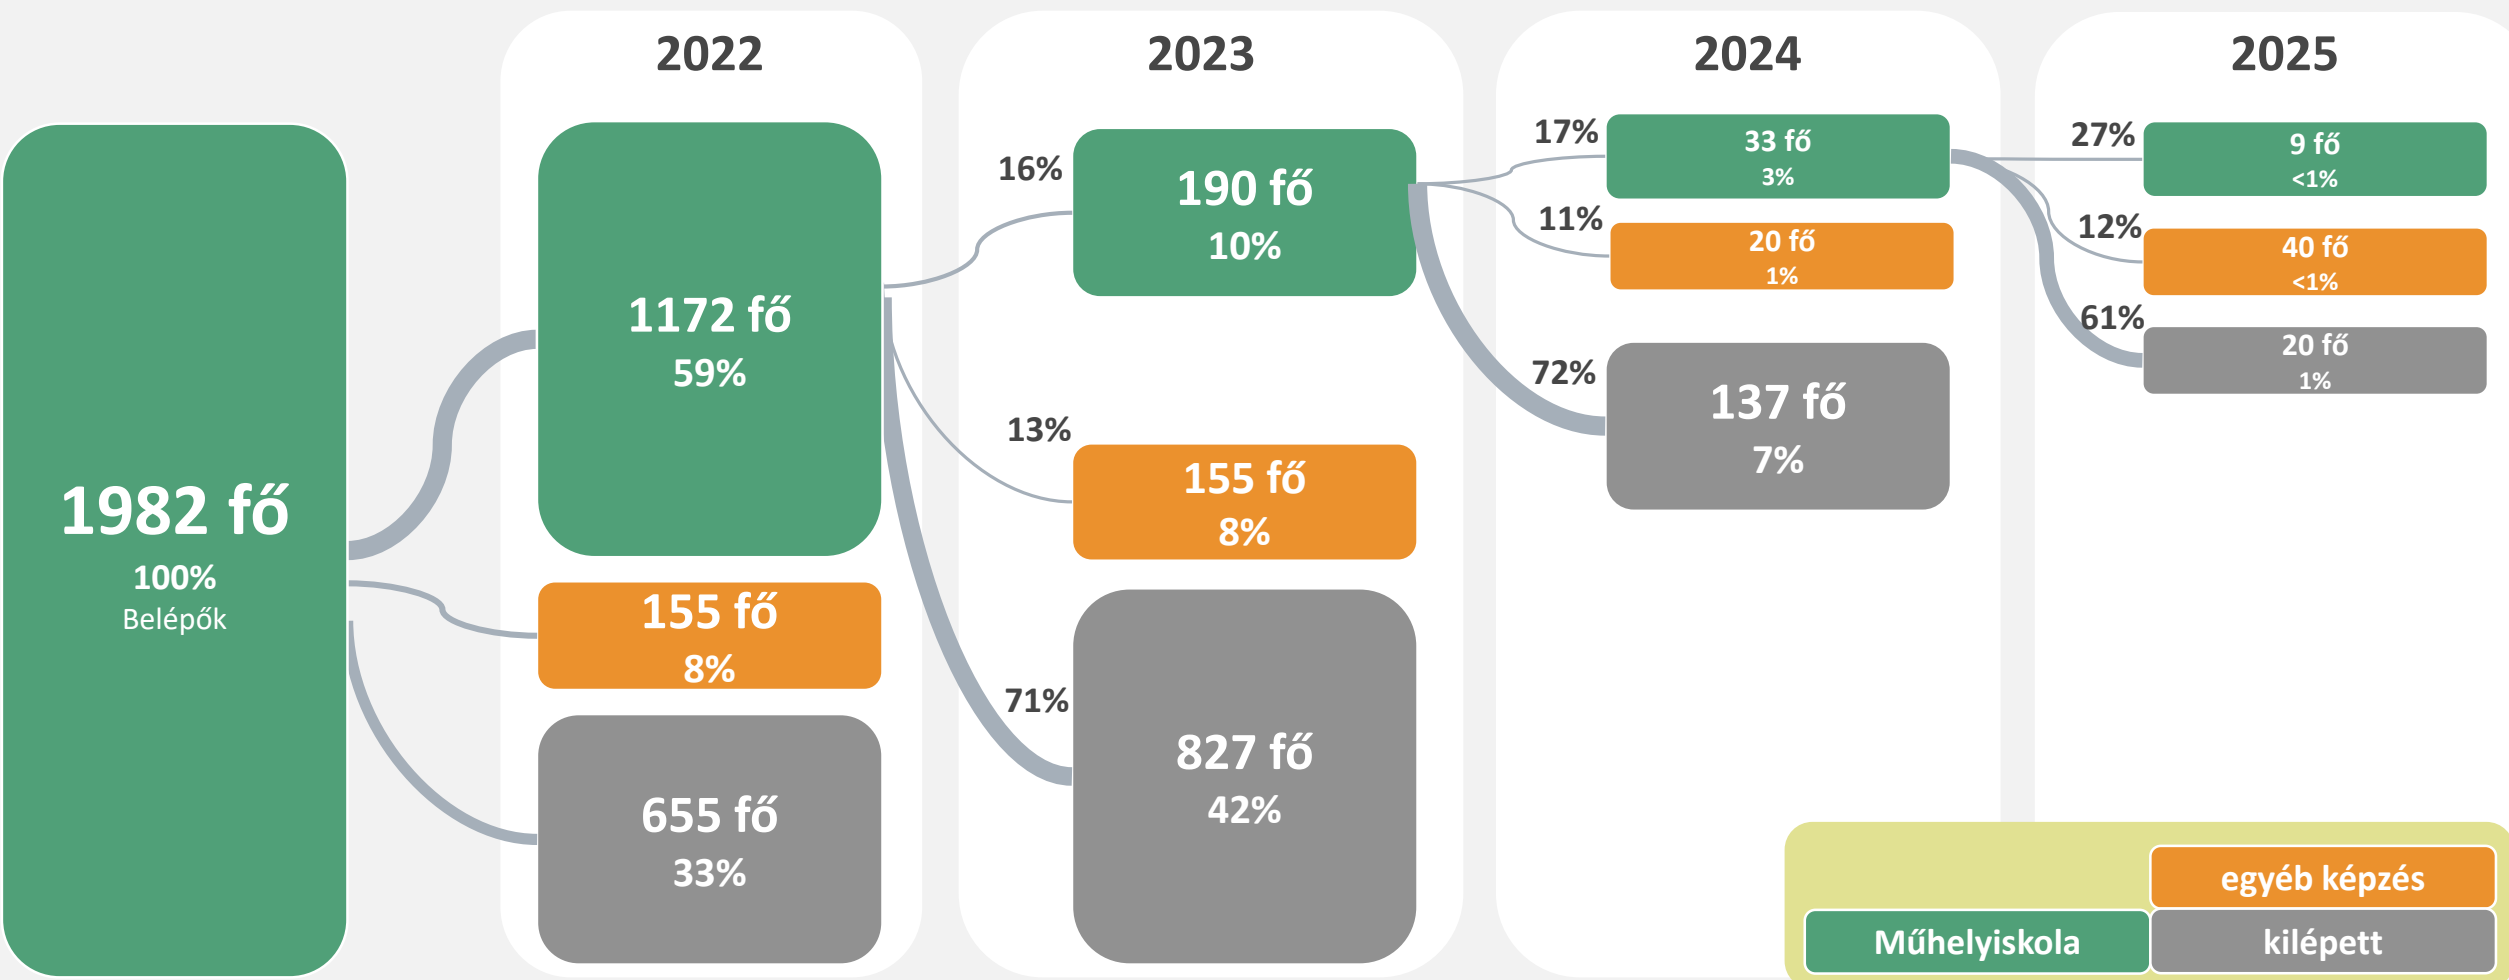 2022
2023
2024
2025
1982 fő
100%
Belépők
1172 fő
59%
155 fő
8%
655 fő
33%
16%
190 fő
10%
13%
155 fő
8%
71%
827 fő
42%
17%
33 fő
3%
11%
20 fő
1%
72%
137 fő
7%
27%
9 fő
<1%
12%
40 fő
<1%
61%
20 fő
1%
egyéb képzés
Műhelyiskola
kilépett